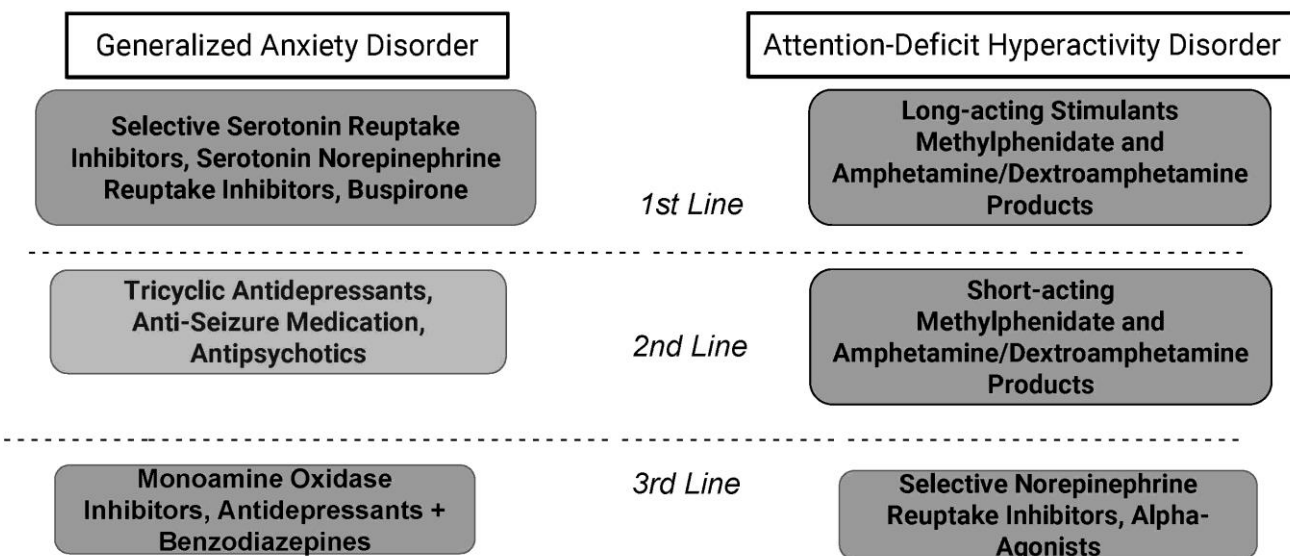 Generalized Anxiety Disorder
Attention-Deficit Hyperactivity Disorder
Selective Serotonin Reuptake
Inhibitors, Serotonin Norepinephrine
Reuptake Inhibitors, Buspirone
1st Line
Long-acting Stimulants
Methylphenidate and
Amphetamine/Dextroamphetamine
Products
Tricyclic Antidepressants,
Anti-Seizure Medication,
Antipsychotics
2nd Line
Short-acting
Methylphenidate and
Amphetamine/Dextroamphetamine
Products
Monoamine Oxidase
Inhibitors, Antidepressants +
Benzodiazepines
3rd Line
Selective Norepinephrine
Reuptake Inhibitors, Alpha-
Agonists